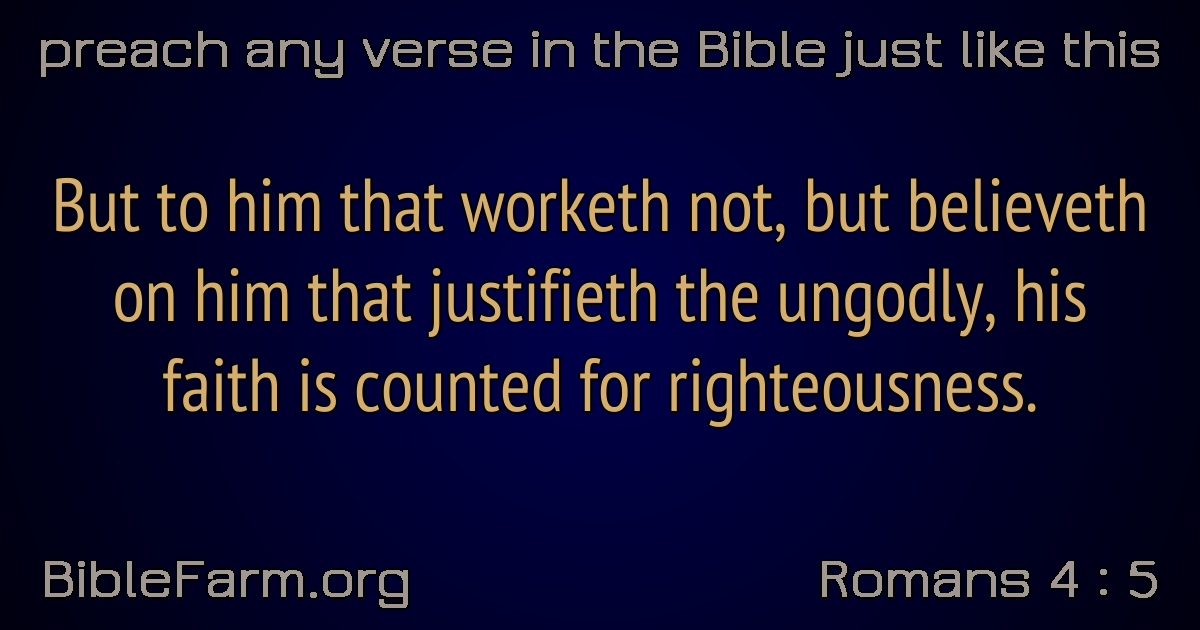 preach any verse in the Bible just like this
But to him that worketh not, but believeth
on him that justifieth the ungodly, his
faith is counted for righteousness.
BibleFarm.org
Romans 4 : 5